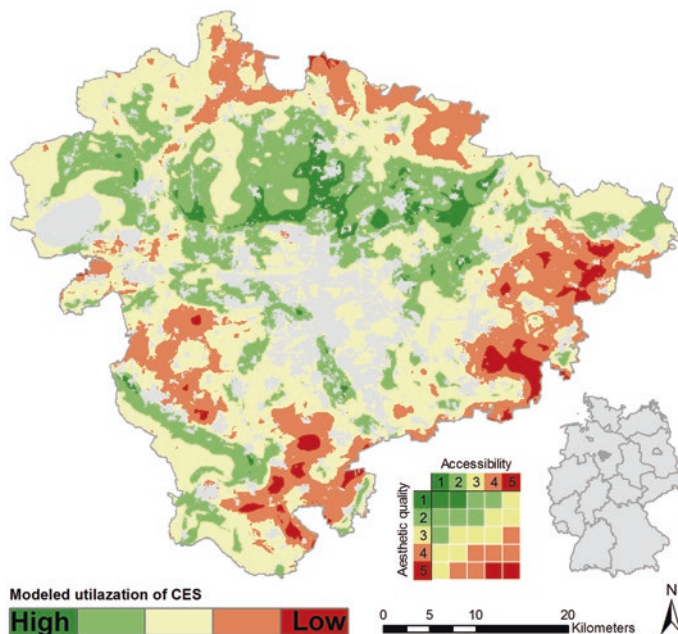 Accessibility
1 2 3 4 5
Aesthetic quality
1
2
3
4
5
Modeled utilazation of CES
High Low
0 5 10 20
Kilometers
N